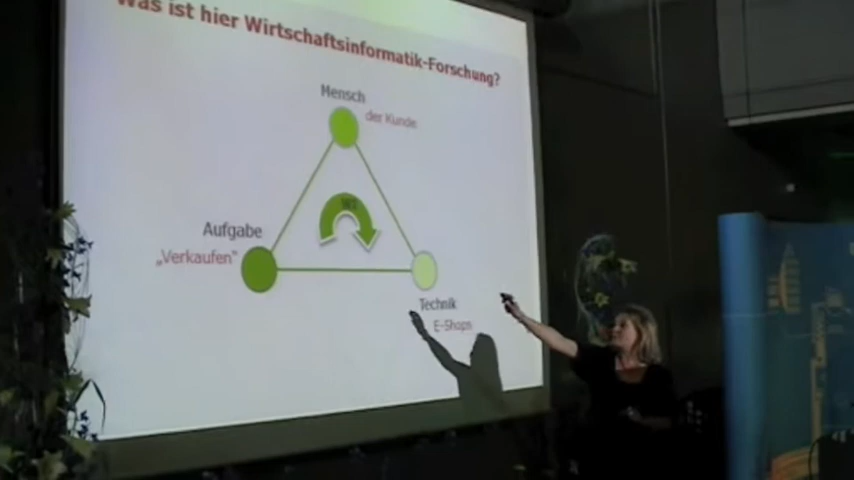 Was ist hier Wirtschaftsinformatik-Forschung?
Mensch
der Kunde
Aufgabe
„Verkaufen“
Technik
E-Shops